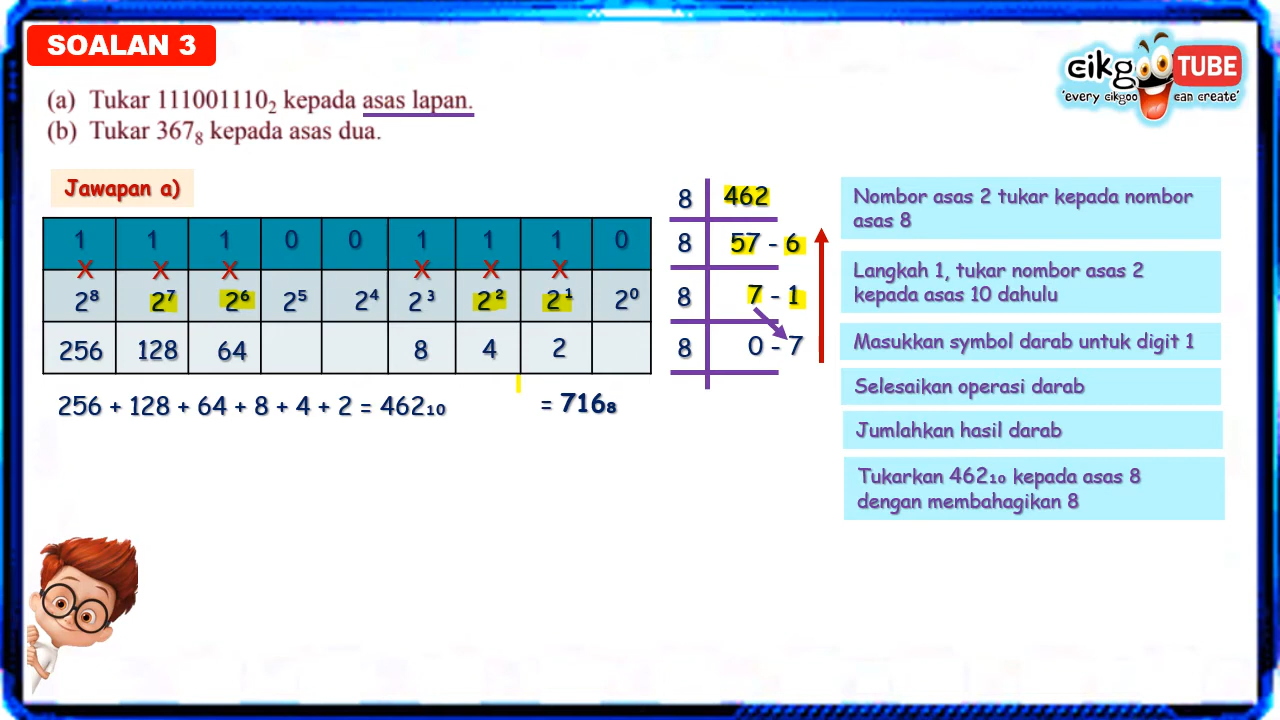 SOALAN 3
cikgoo TUBE
'every cikgoo can create'
(a) Tukar 111001110₂ kepada asas lapan.
(b) Tukar 367₈ kepada asas dua.
Jawapan a)
1 1 1 0 0 1 1 1 0
X X X X X X
2⁸ 2⁷ 2⁶ 2⁵ 2⁴ 2³ 2² 2¹ 2⁰
256 128 64 8 4 2
256 + 128 + 64 + 8 + 4 + 2 = 462₁₀
= 716₈
8 462
8 57 - 6
8 7 - 1
8 0 - 7
Nombor asas 2 tukar kepada nombor
asas 8
Langkah 1, tukar nombor asas 2
kepada asas 10 dahulu
Masukkan symbol darab untuk digit 1
Selesaikan operasi darab
Jumlahkan hasil darab
Tukarkan 462₁₀ kepada asas 8
dengan membahagikan 8